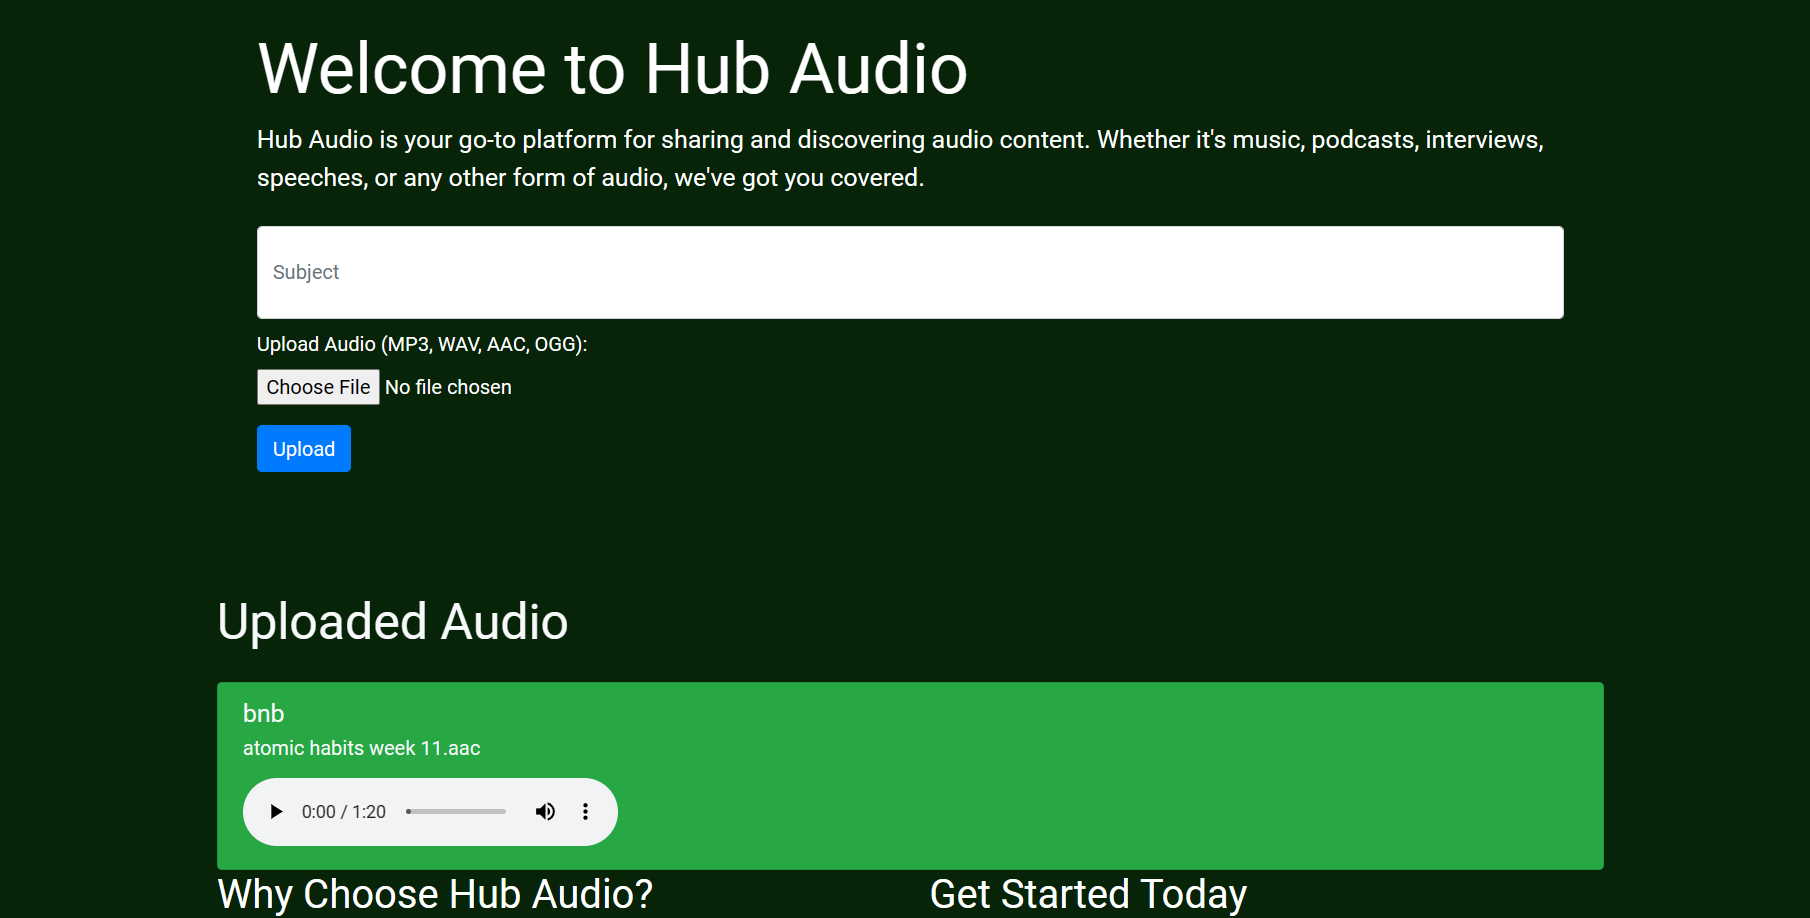 Welcome to Hub Audio
Hub Audio is your go-to platform for sharing and discovering audio content. Whether it's music, podcasts, interviews,
speeches, or any other form of audio, we've got you covered.
Subject
Upload Audio (MP3, WAV, AAC, OGG):
Choose File No file chosen
Upload
Uploaded Audio
bnb
atomic habits week 11.aac
0:00 / 1:20
Why Choose Hub Audio?
Get Started Today